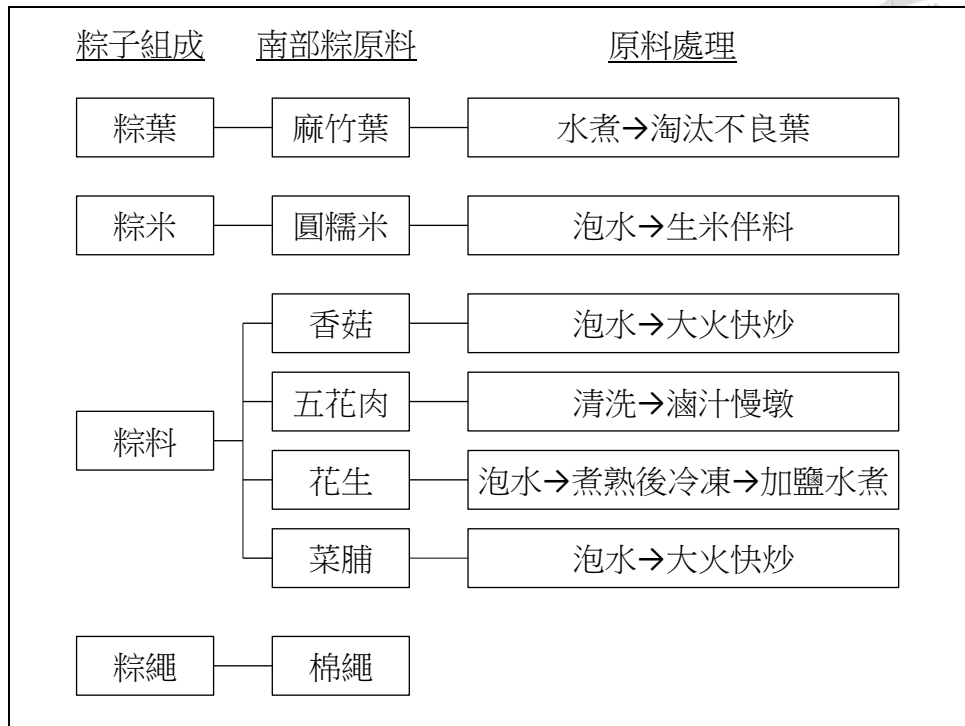 粽子組成 南部粽原料 原料處理
粽葉 麻竹葉 水煮→淘汰不良葉
粽米 圓糯米 泡水→生米伴料
香菇 泡水→大火快炒
五花肉 清洗→滷汁慢墩
粽料
花生 泡水→煮熟後冷凍→加鹽水煮
菜脯 泡水→大火快炒
粽繩 棉繩